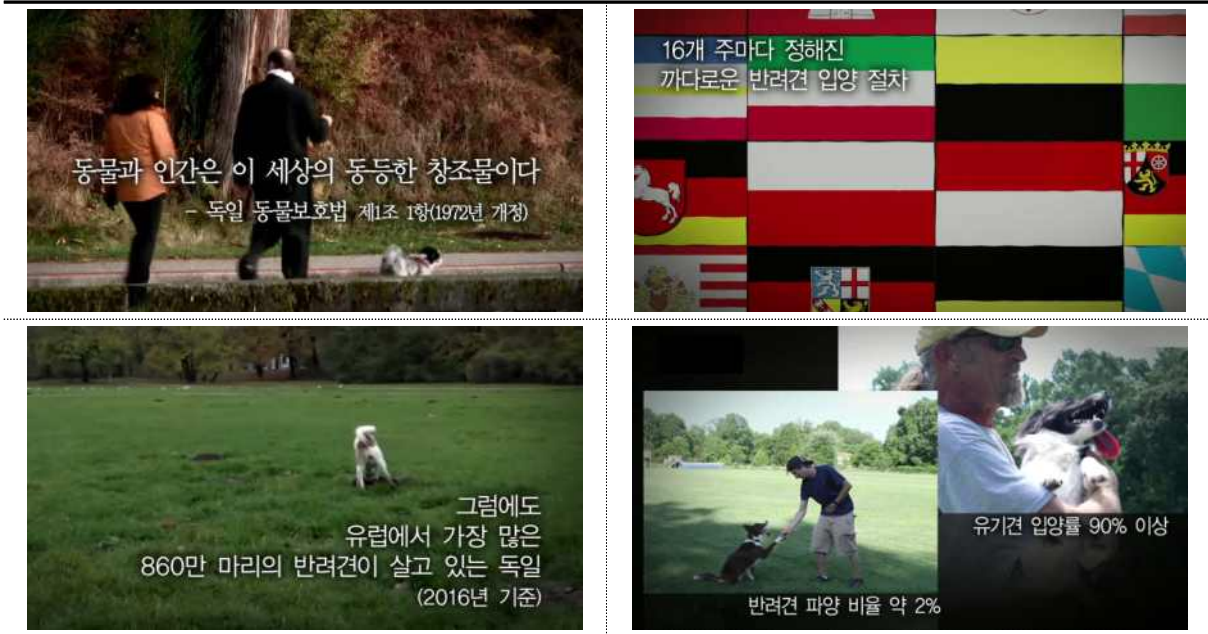 동물과 인간은 이 세상의 동등한 창조물이다
- 독일 동물보호법 제1조 1항(1972년 개정)
16개 주마다 정해진
까다로운 반려견 입양 절차
그럼에도
유럽에서 가장 많은
860만 마리의 반려견이 살고 있는 독일
(2016년 기준)
유기견 입양률 90% 이상
반려견 파양 비율 약 2%